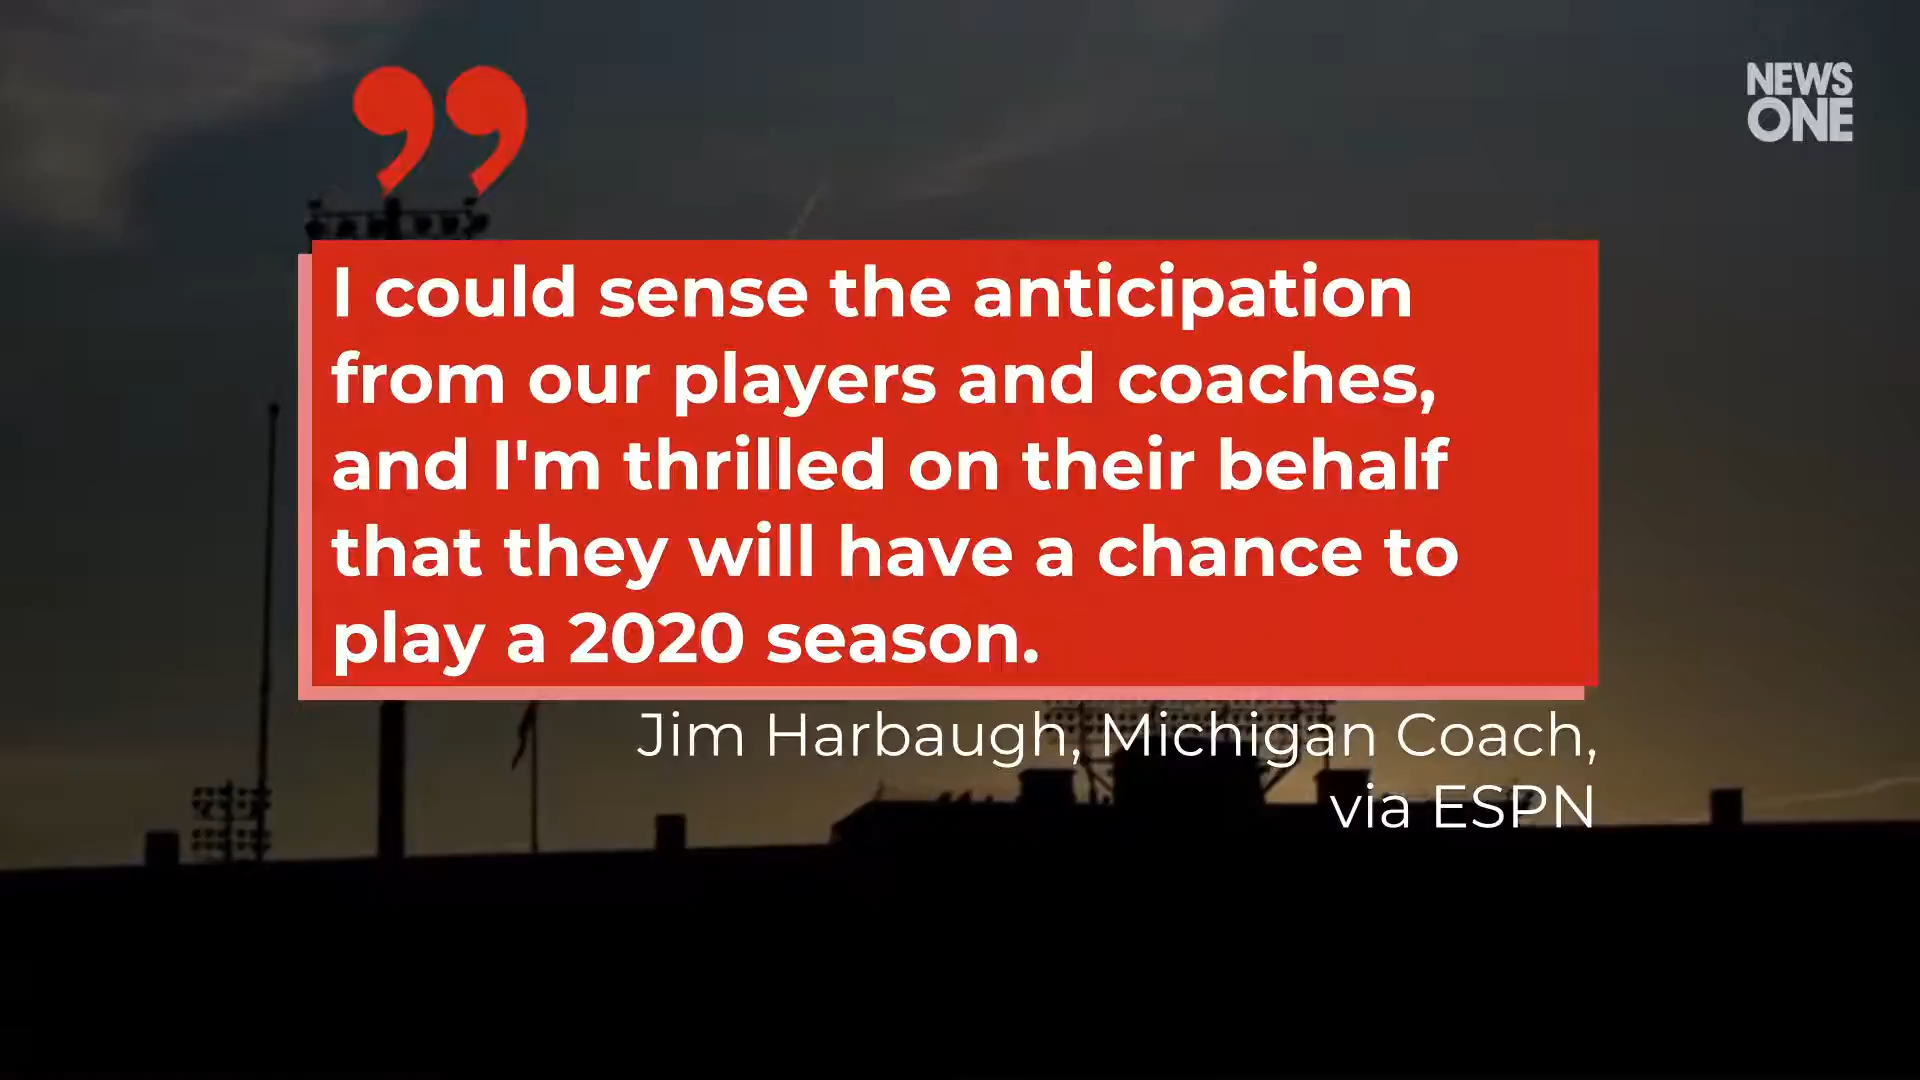 NEWS
ONE
I could sense the anticipation
from our players and coaches,
and I'm thrilled on their behalf
that they will have a chance to
play a 2020 season.
Jim Harbaugh, Michigan Coach,
via ESPN